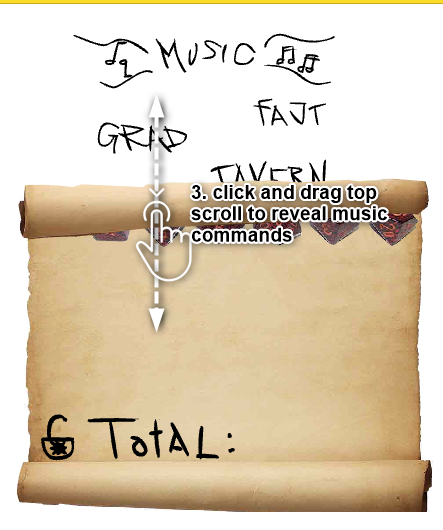 MUSIC
FAJT
GRAD
TAVERN
3. click and drag top
scroll to reveal music
commands
TOtAL: